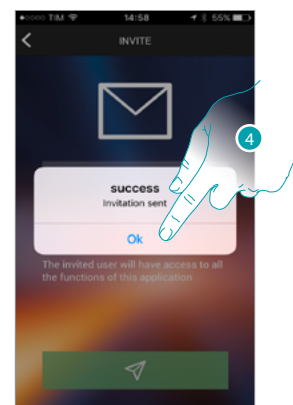 TIM 14:58 55%
INVITE
success
Invitation sent
Ok
4
The invited user will have access to all
the functions of this application